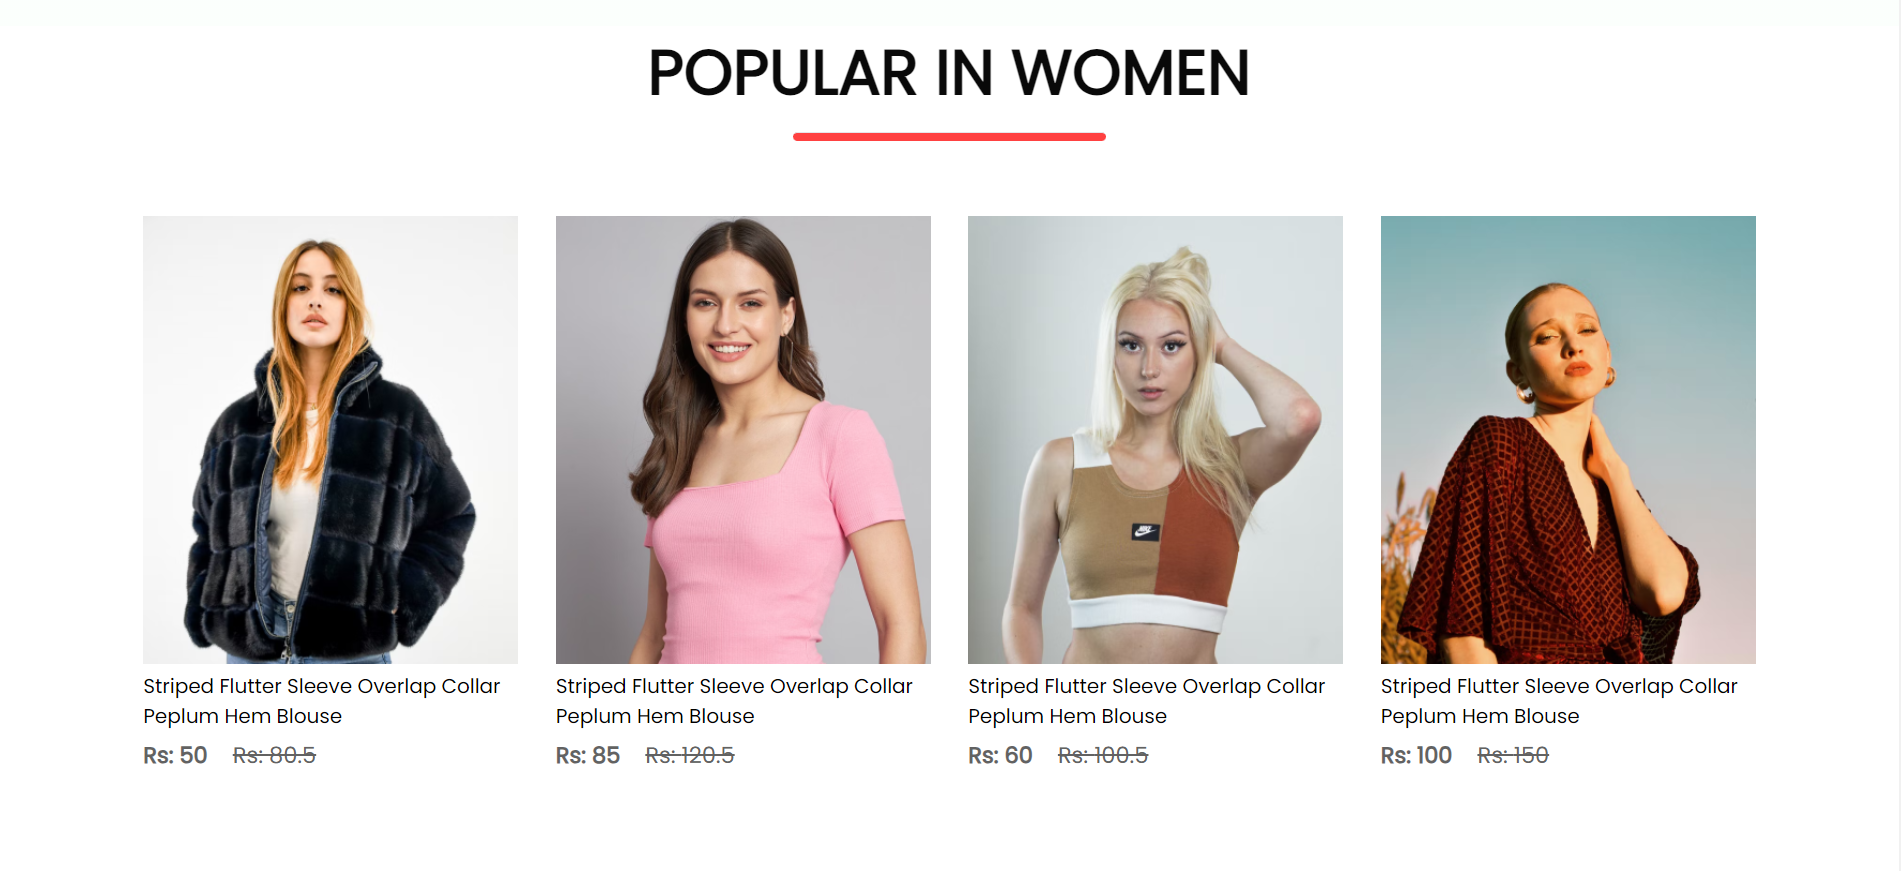 POPULAR IN WOMEN
NIKE
Striped Flutter Sleeve Overlap Collar
Peplum Hem Blouse
Rs: 50 Rs: 80.5
Striped Flutter Sleeve Overlap Collar
Peplum Hem Blouse
Rs: 85 Rs: 120.5
Striped Flutter Sleeve Overlap Collar
Peplum Hem Blouse
Rs: 60 Rs: 100.5
Striped Flutter Sleeve Overlap Collar
Peplum Hem Blouse
Rs: 100 Rs: 150